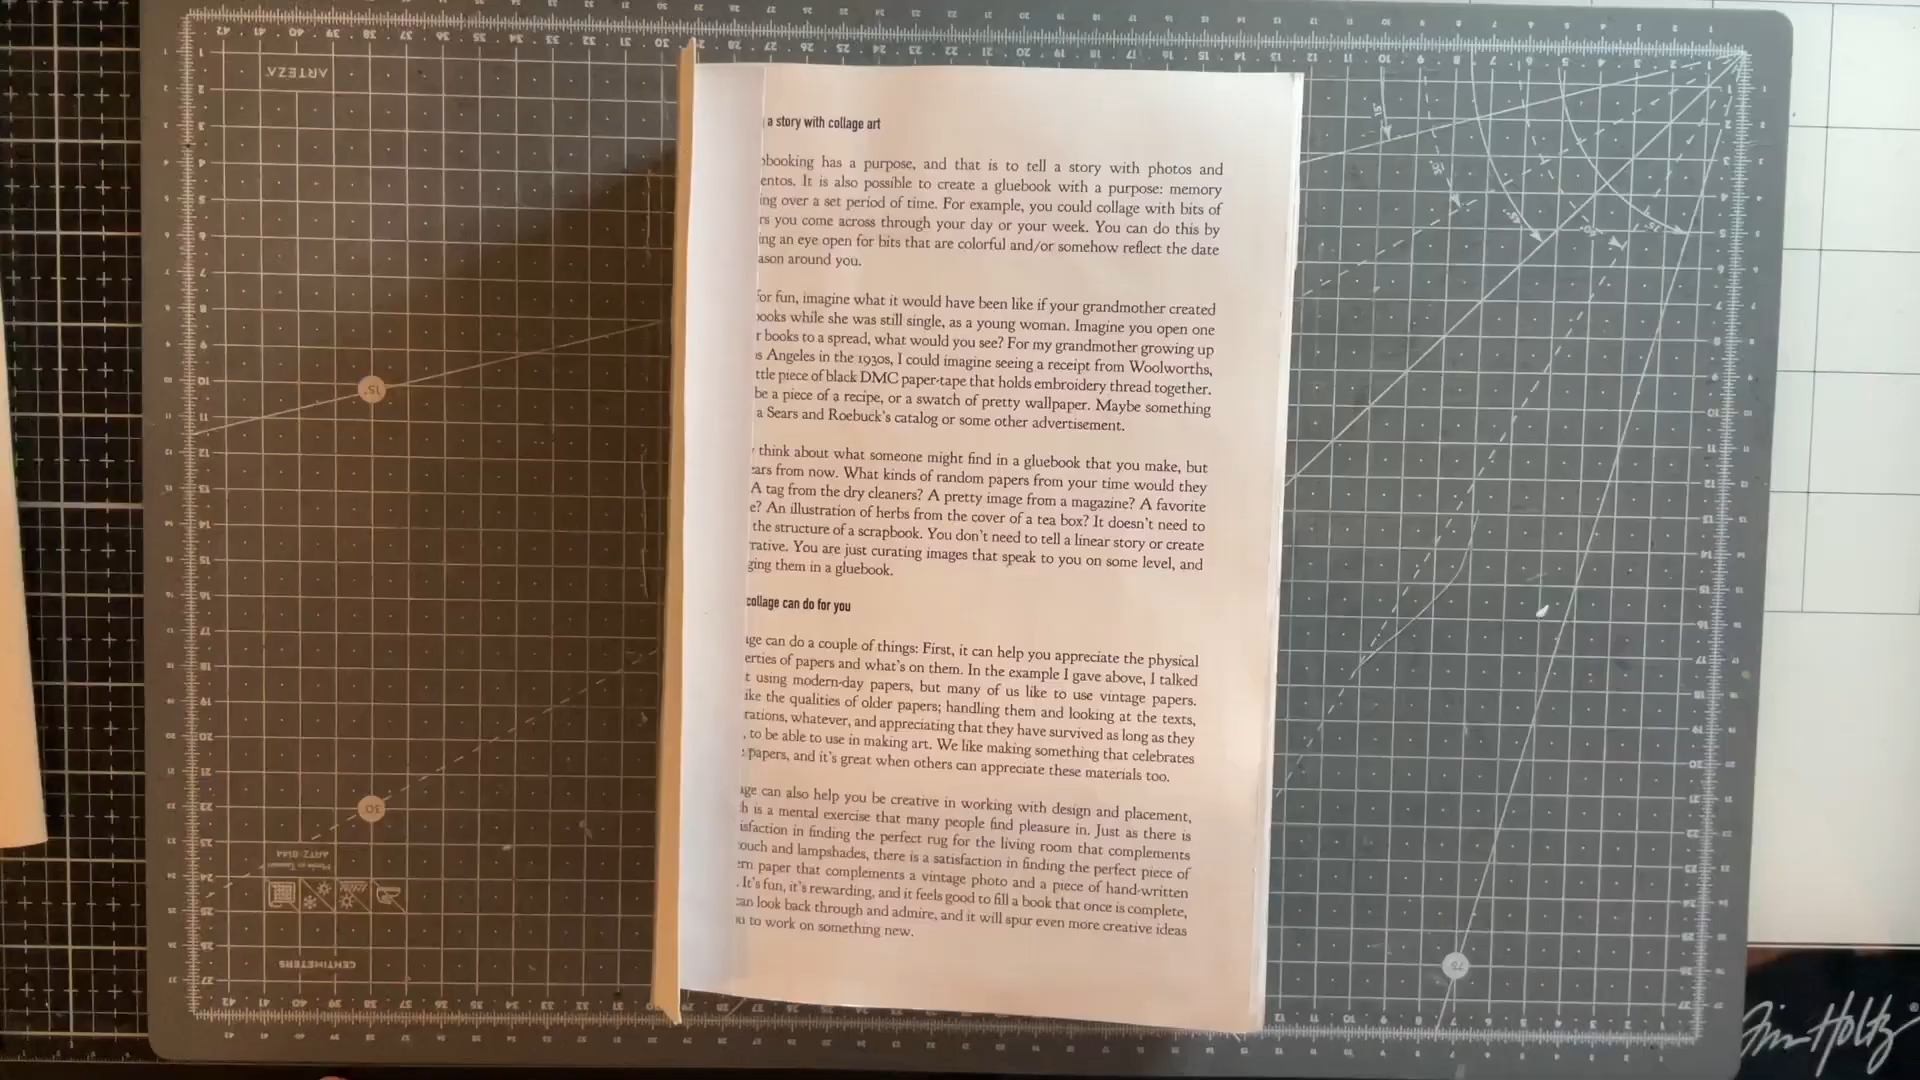 a story with collage art
booking has a purpose, and that is to tell a story with photos and
entos. It is also possible to create a gluebook with a purpose: memory
ing over a set period of time. For example, you could collage with bits of
rs you come across through your day or your week. You can do this by
ing an eye open for bits that are colorful and/or somehow reflect the date
ason around you.
for fun, imagine what it would have been like if your grandmother created
ooks while she was still single, as a young woman. Imagine you open one
r books to a spread, what would you see? For my grandmother growing up
s Angeles in the 1930s, I could imagine seeing a receipt from Woolworths,
ttle piece of black DMC paper-tape that holds embroidery thread together.
be a piece of a recipe, or a swatch of pretty wallpaper. Maybe something
a Sears and Roebuck's catalog or some other advertisement.
think about what someone might find in a gluebook that you make, but
ars from now. What kinds of random papers from your time would they
A tag from the dry cleaners? A pretty image from a magazine? A favorite
e? An illustration of herbs from the cover of a tea box? It doesn't need to
the structure of a scrapbook. You don't need to tell a linear story or create
rative. You are just curating images that speak to you on some level, and
ging them in a gluebook.
collage can do for you
age can do a couple of things: First, it can help you appreciate the physical
erties of papers and what's on them. In the example I gave above, I talked
t using modern-day papers, but many of us like to use vintage papers.
ike the qualities of older papers; handling them and looking at the texts,
rations, whatever, and appreciating that they have survived as long as they
, to be able to use in making art. We like making something that celebrates
papers, and it's great when others can appreciate these materials too.
age can also help you be creative in working with design and placement,
h is a mental exercise that many people find pleasure in. Just as there is
isfaction in finding the perfect rug for the living room that complements
ouch and lampshades, there is a satisfaction in finding the perfect piece of
ern paper that complements a vintage photo and a piece of hand-written
. It's fun, it's rewarding, and it feels good to fill a book that once is complete,
can look back through and admire, and it will spur even more creative ideas
u to work on something new.
ARTEZA
CENTIMETERS
Tim Holtz